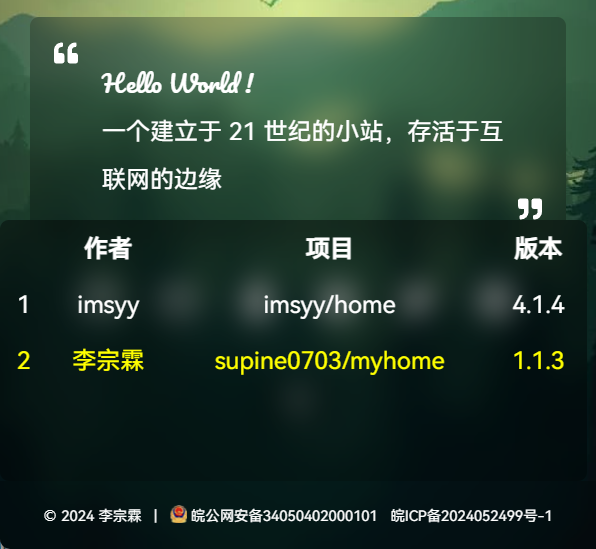 Hello World !
一个建立于 21 世纪的小站，存活于互
联网的边缘
作者 项目 版本
1 imsyy imsyy/home 4.1.4
2 李宗霖 supine0703/myhome 1.1.3
© 2024 李宗霖 | 皖公网安备34050402000101 皖ICP备2024052499号-1